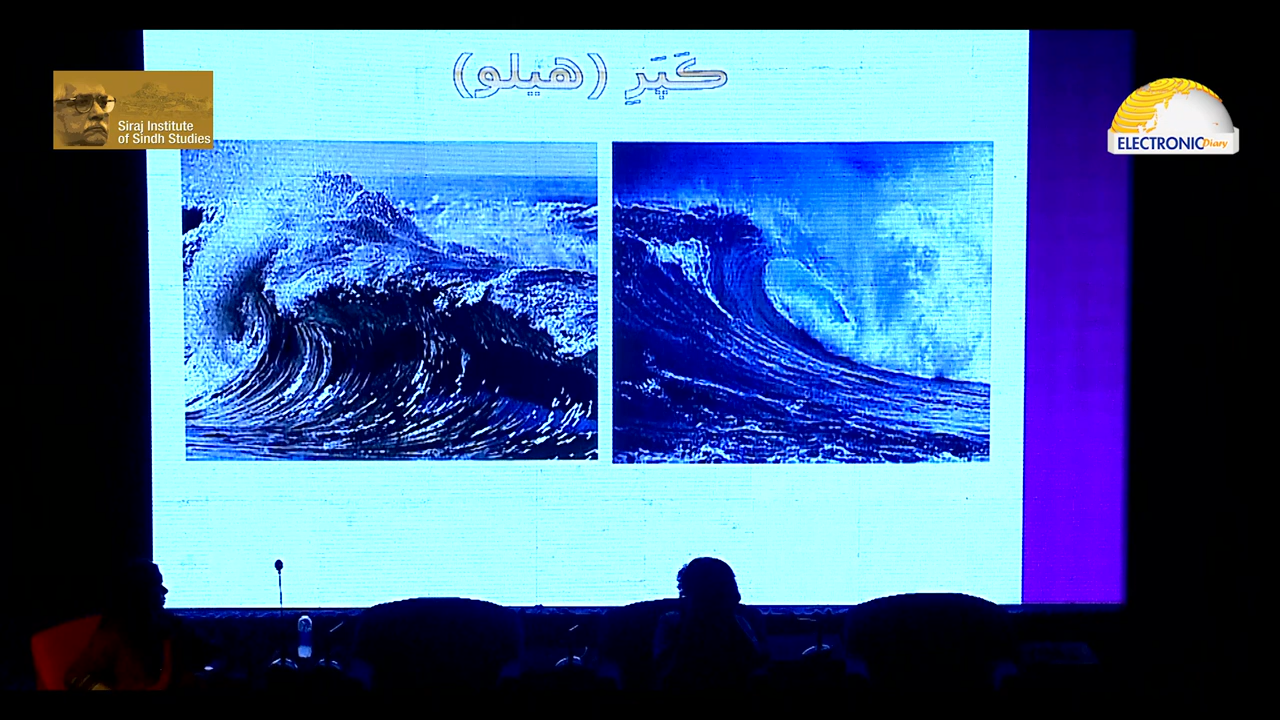 ڪَپَرِ (هيلو)
Siraj Institute
of Sindh Studies
ELECTRONIC Diary